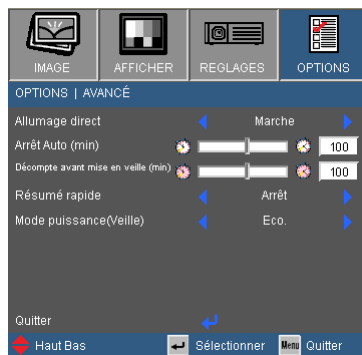 IMAGE AFFICHER REGLAGES OPTIONS
OPTIONS | AVANCÉ
Allumage direct Marche
Arrêt Auto (min) 100
Décompte avant mise en veille (min) 100
Résumé rapide Arrêt
Mode puissance(Veille) Eco.
Quitter
Haut Bas Sélectionner Menu Quitter